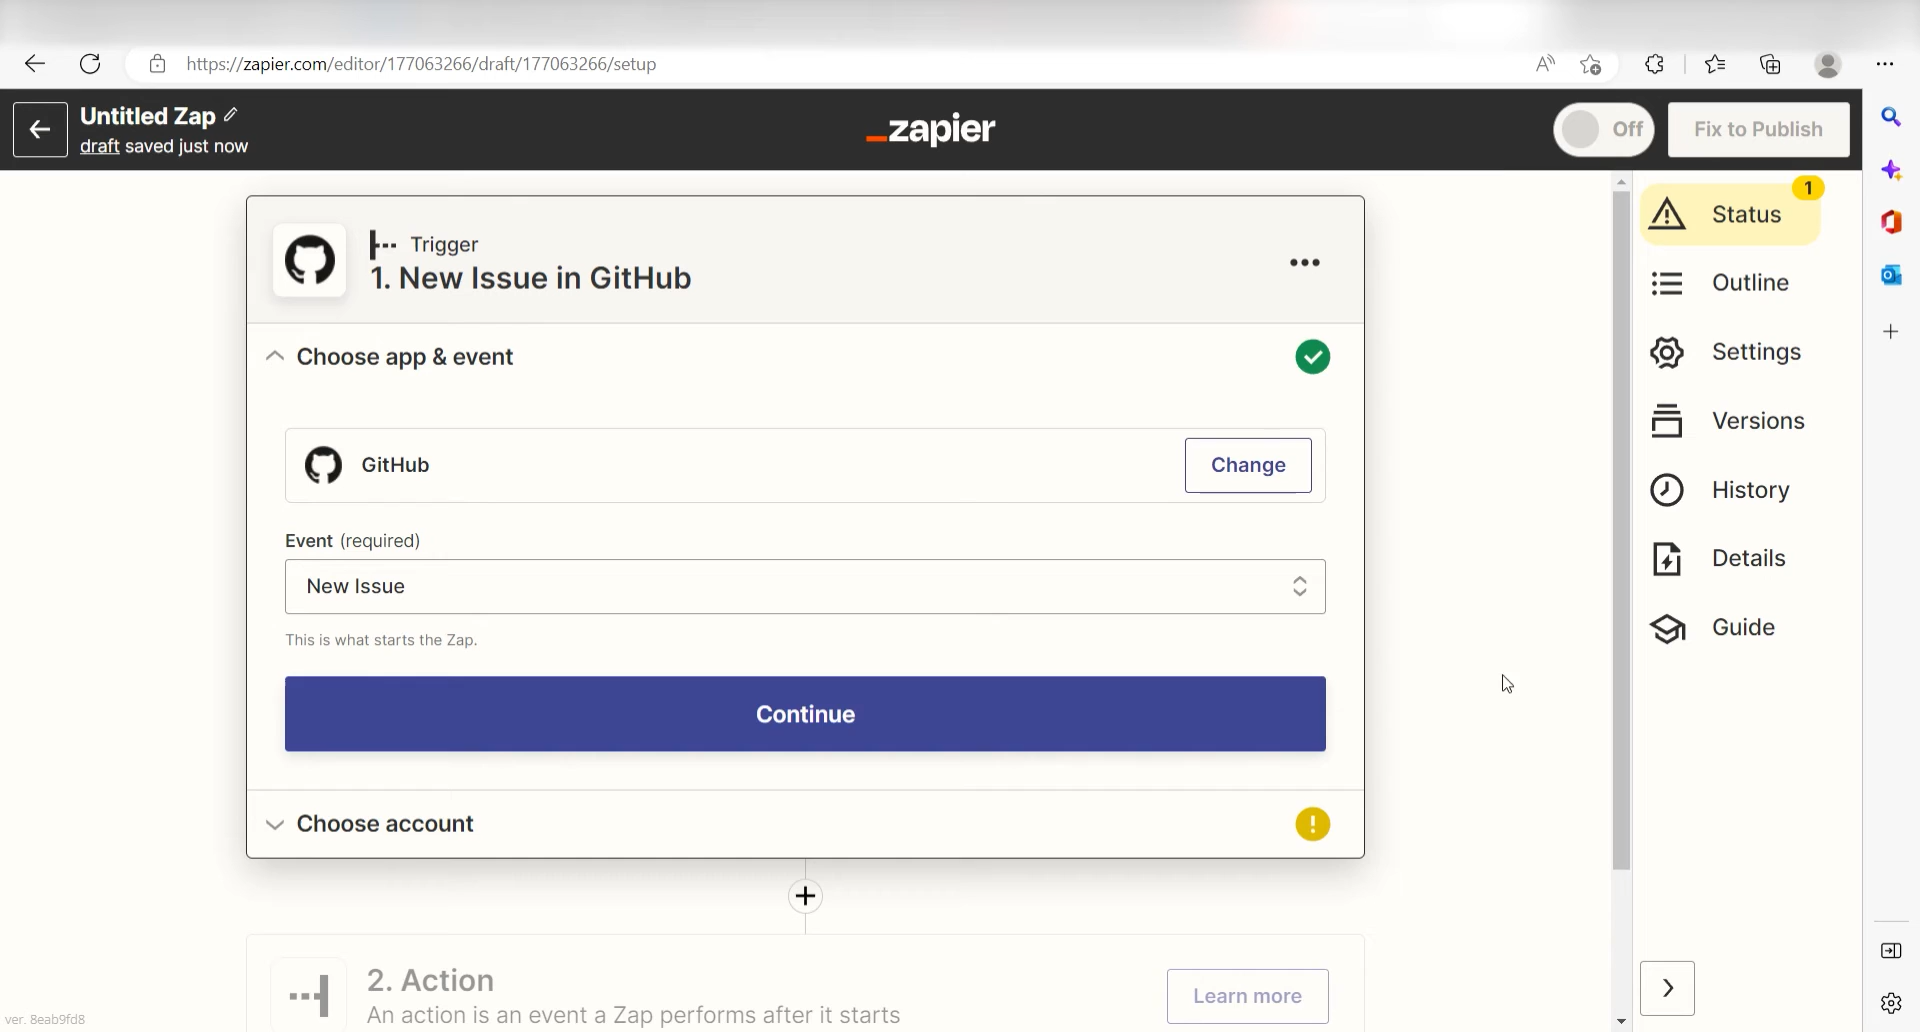 https://zapier.com/editor/177063266/draft/177063266/setup
Untitled Zap
draft saved just now
zapier
Off
Fix to Publish
Trigger
1. New Issue in GitHub
Choose app & event
GitHub
Change
Event (required)
New Issue
This is what starts the Zap.
Continue
Choose account
2. Action
An action is an event a Zap performs after it starts
Learn more
1
Status
Outline
Settings
Versions
History
Details
Guide
ver. 8eab9fd8